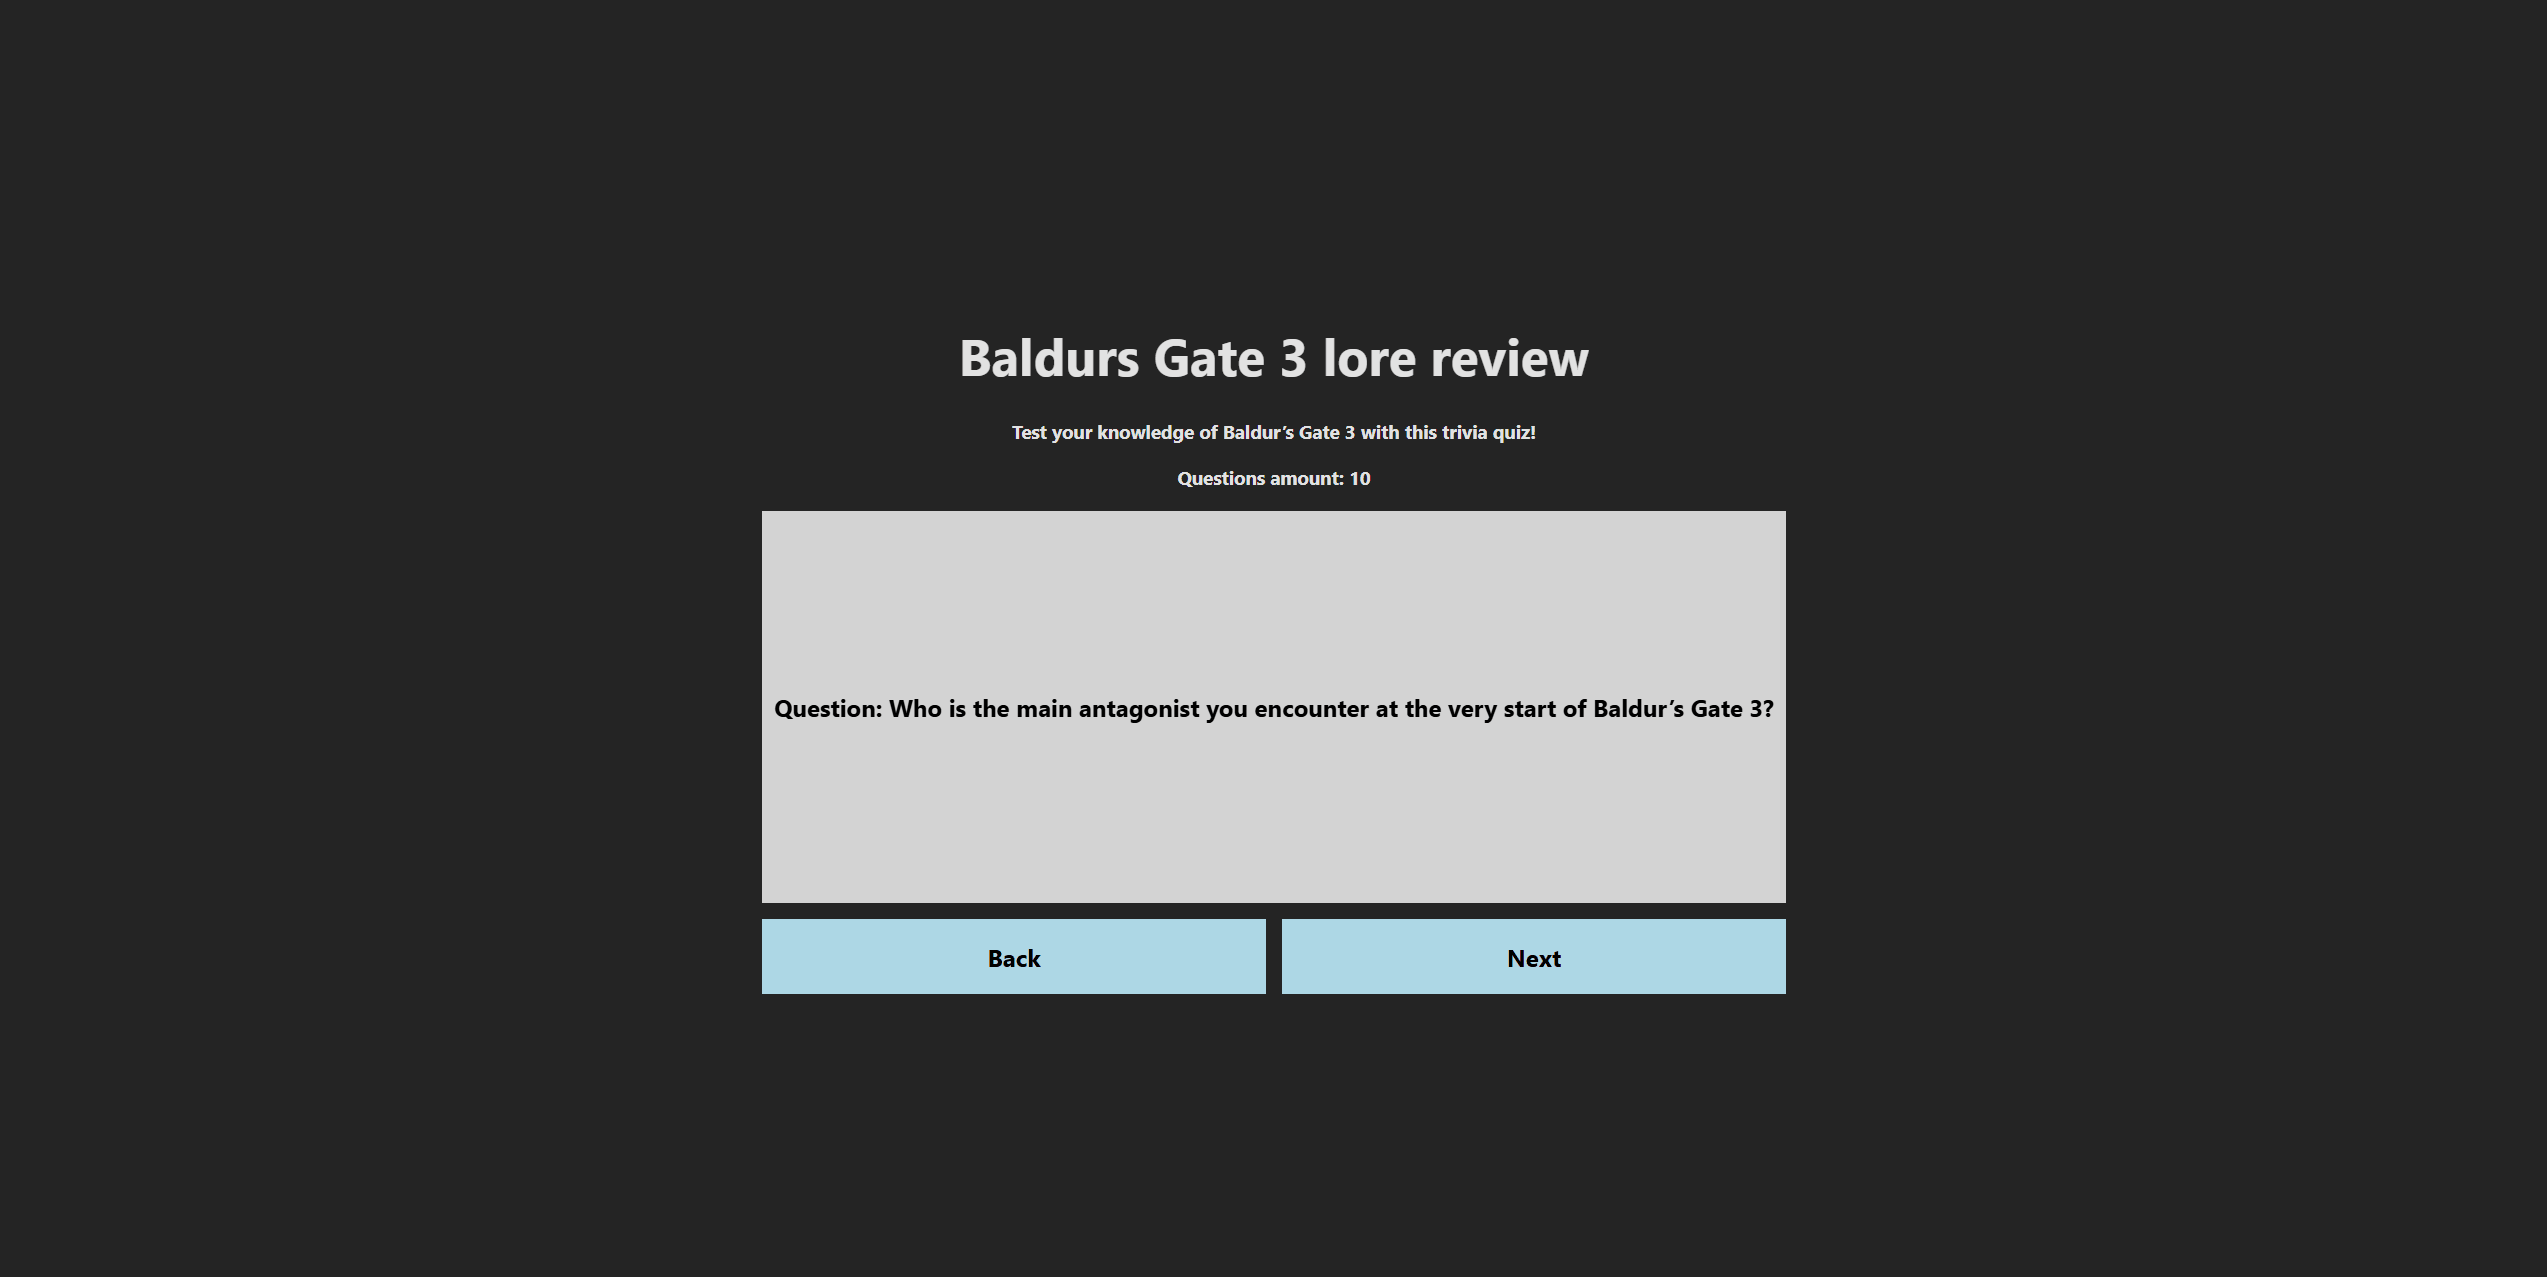 Baldurs Gate 3 lore review
Test your knowledge of Baldur’s Gate 3 with this trivia quiz!
Questions amount: 10
Question: Who is the main antagonist you encounter at the very start of Baldur’s Gate 3?
Back
Next